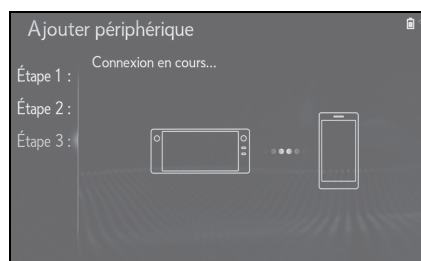 Ajouter périphérique
Connexion en cours...
Étape 1 :
Étape 2 :
Étape 3 :